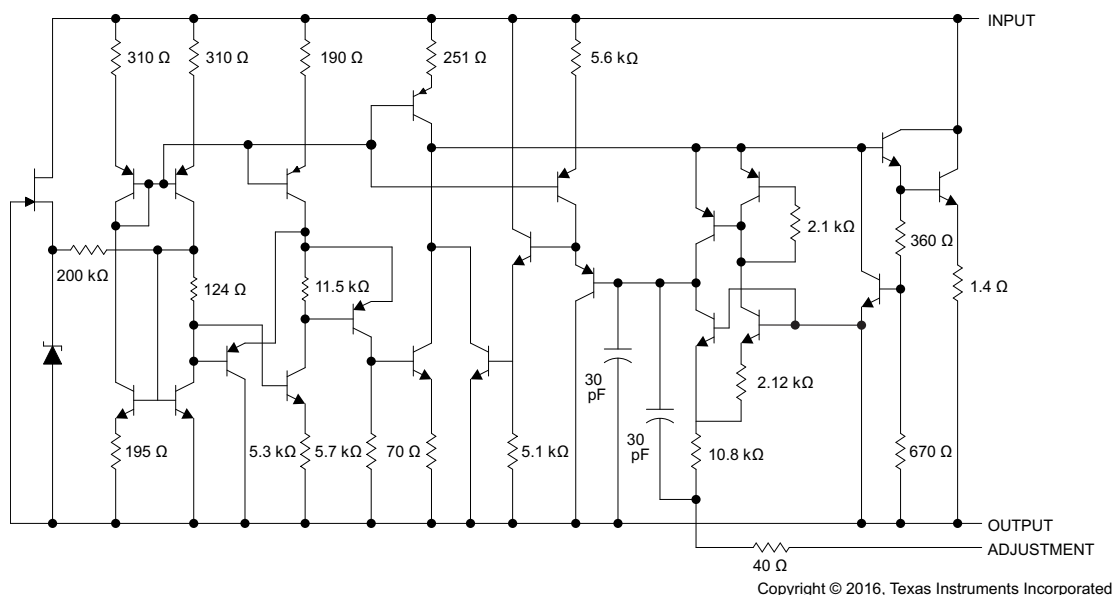 INPUT
310 Ω
310 Ω
190 Ω
251 Ω
5.6 kΩ
2.1 kΩ
360 Ω
200 kΩ
124 Ω
11.5 kΩ
1.4 Ω
30
pF
2.12 kΩ
30
pF
195 Ω
5.3 kΩ
5.7 kΩ
70 Ω
5.1 kΩ
10.8 kΩ
670 Ω
OUTPUT
ADJUSTMENT
40 Ω
Copyright © 2016, Texas Instruments Incorporated